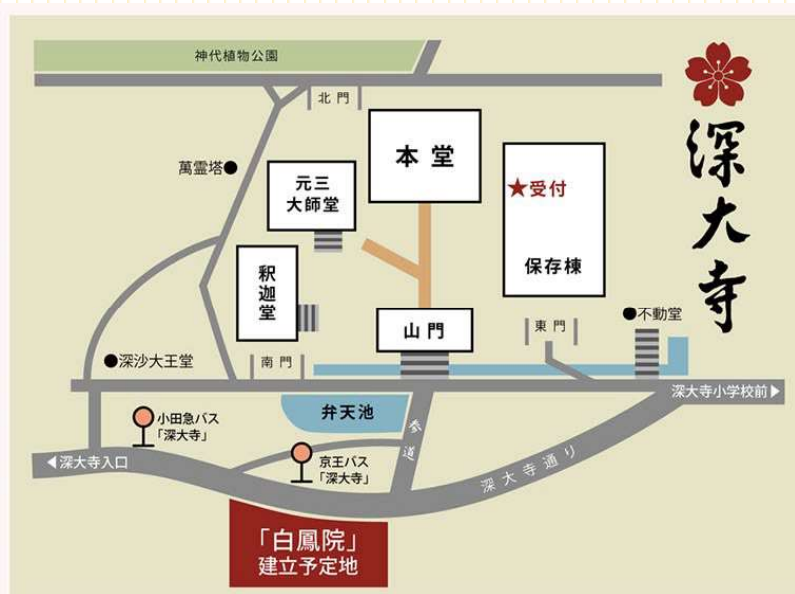 神代植物公園
北門
深大寺
本堂
萬霊塔●
元三
大師堂
★受付
保存棟
釈
迦
堂
山門
東門
●不動堂
●深沙大王堂
南門
深大寺小学校前▶
小田急バス
「深大寺」
弁天池
参道
京王バス
「深大寺」
深大寺通り
◀深大寺入口
「白鳳院」
建立予定地